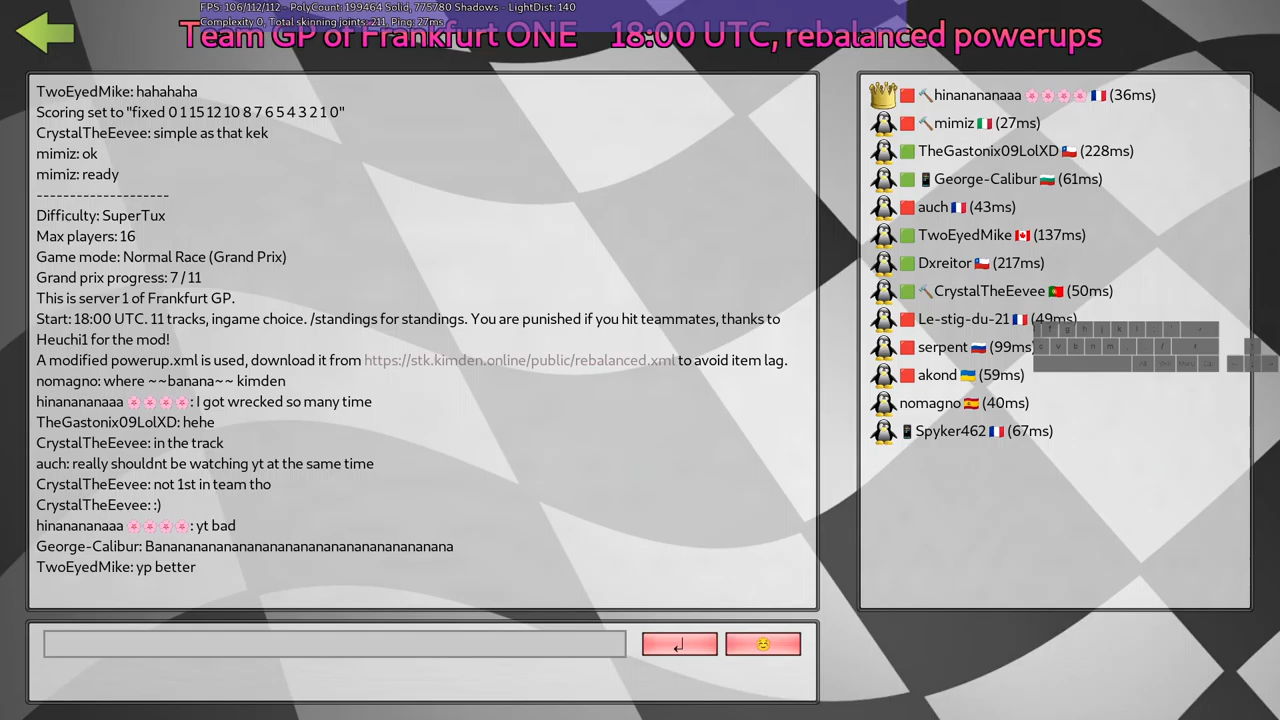 FPS: 106/112/112 - PolyCount: 199464 Solid, 775780 Shadows - LightDist: 140
Complexity 0, Total skinning joints: 211, Ping: 27ms
Team GP of Frankfurt ONE 18:00 UTC, rebalanced powerups
TwoEyedMike: hahahaha
Scoring set to "fixed 0 1 15 12 10 8 7 6 5 4 3 2 1 0"
CrystalTheEevee: simple as that kek
mimiz: ok
mimiz: ready
--------------------
Difficulty: SuperTux
Max players: 16
Game mode: Normal Race (Grand Prix)
Grand prix progress: 7 / 11
This is server 1 of Frankfurt GP.
Start: 18:00 UTC. 11 tracks, ingame choice. /standings for standings. You are punished if you hit teammates, thanks to
Heuchi1 for the mod!
A modified powerup.xml is used, download it from https://stk.kimden.online/public/rebalanced.xml to avoid item lag.
nomagno: where ~~banana~~ kimden
hinanananaaa 🌸🌸🌸🌸: I got wrecked so many time
TheGastonix09LolXD: hehe
CrystalTheEevee: in the track
auch: really shouldnt be watching yt at the same time
CrystalTheEevee: not 1st in team tho
CrystalTheEevee: :)
hinanananaaa 🌸🌸🌸🌸: yt bad
George-Calibur: Banananananananananananananananananana
TwoEyedMike: yp better
🟥 🔨hinanananaaa 🌸🌸🌸🌸 🇫🇷 (36ms)
🟥 🔨mimiz 🇮🇹 (27ms)
🟩 TheGastonix09LolXD 🇨🇱 (228ms)
🟩 📱George-Calibur 🇧🇬 (61ms)
🟥 auch 🇫🇷 (43ms)
🟩 TwoEyedMike 🇨🇦 (137ms)
🟩 Dxreitor 🇨🇱 (217ms)
🟩 🔨CrystalTheEevee 🇵🇹 (50ms)
🟥 Le-stig-du-21 🇫🇷 (49ms)
🟥 serpent 🇷🇺 (99ms)
🟥 akond 🇺🇦 (59ms)
nomagno 🇪🇸 (40ms)
📱Spyker462 🇫🇷 (67ms)